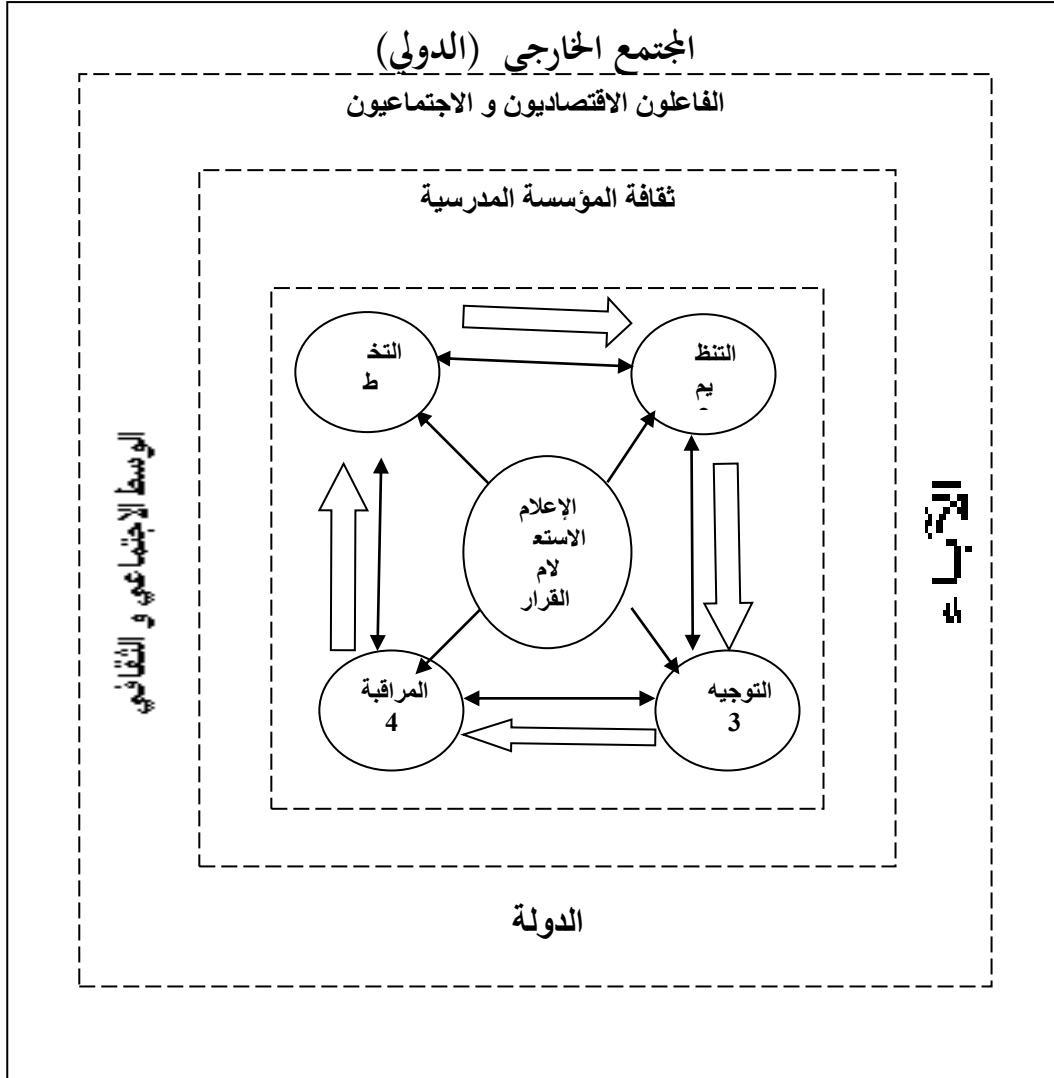 المجتمع الخارجي (الدولي)
الفاعلون الاقتصاديون و الاجتماعيون
ثقافة المؤسسة المدرسية
التنظ
يم
التخ
ط
الإعلام
الاستع
لام
القرار
التوجيه
3
المراقبة
4
الآباء
الوسط الاجتماعي و الثقافي
الدولة